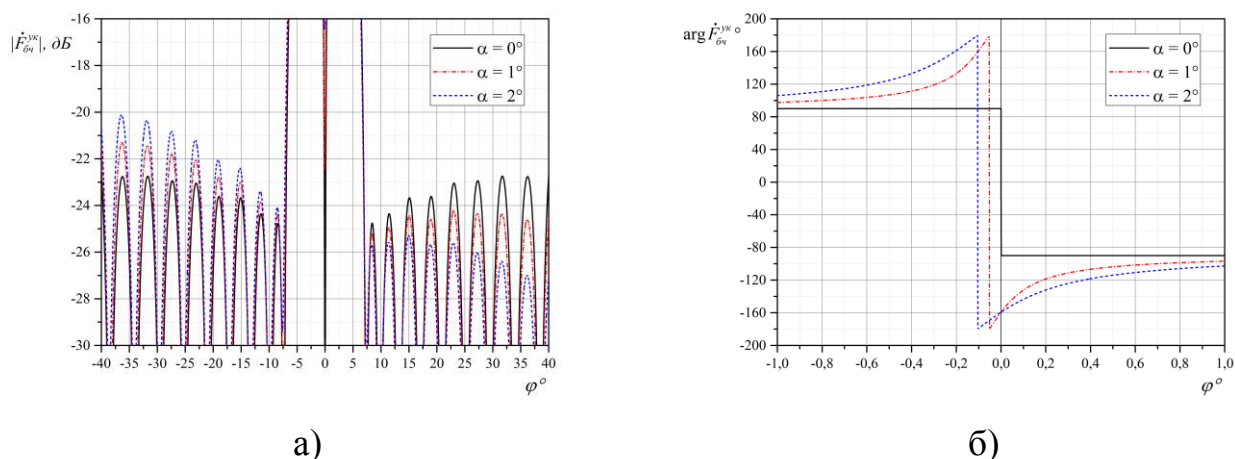 |Ḟ_бч^ук|, дБ
-16
-18
-20
-22
-24
-26
-28
-30
α = 0°
α = 1°
α = 2°
-40 -35 -30 -25 -20 -15 -10 -5 0 5 10 15 20 25 30 35 40
φ°
а)
arg Ḟ_бч^ук °
200
160
120
80
40
0
-40
-80
-120
-160
-200
α = 0°
α = 1°
α = 2°
-1,0 -0,8 -0,6 -0,4 -0,2 0,0 0,2 0,4 0,6 0,8 1,0
φ°
б)